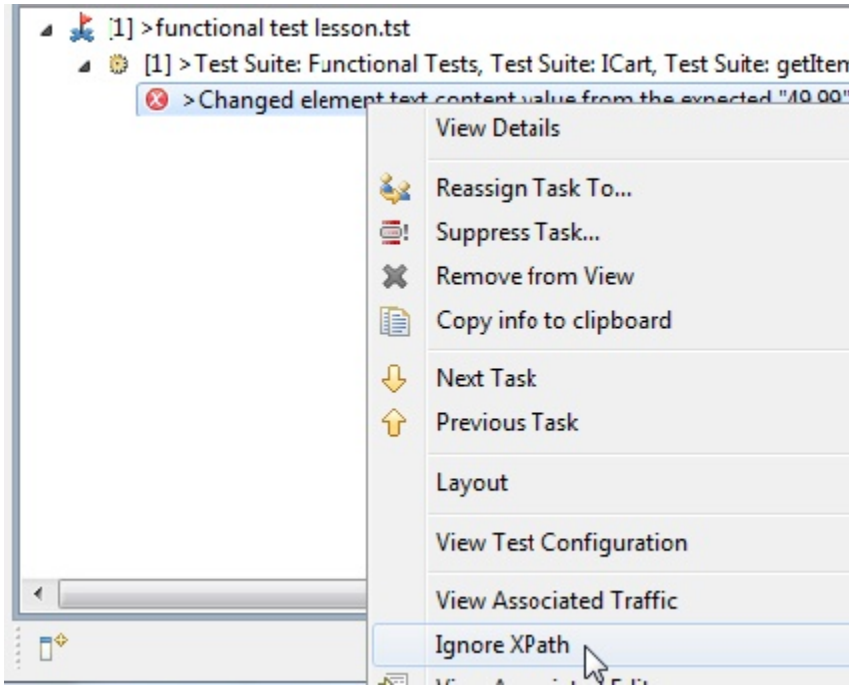 [1] >functional test lesson.tst
[1] >Test Suite: Functional Tests, Test Suite: ICart, Test Suite: getItem
>Changed element text content value from the expected "49.99"
View Details
Reassign Task To...
Suppress Task...
Remove from View
Copy info to clipboard
Next Task
Previous Task
Layout
View Test Configuration
View Associated Traffic
Ignore XPath
View